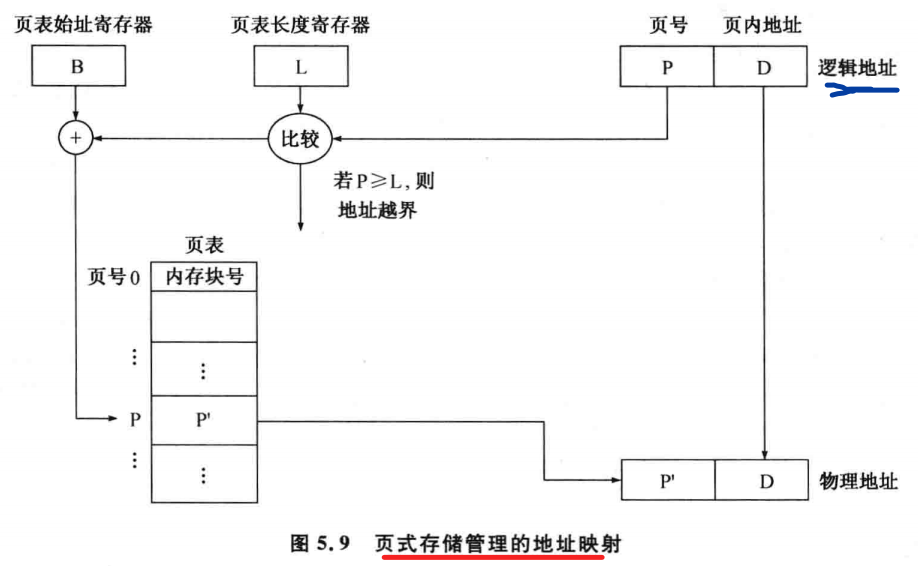 页表始址寄存器
页表长度寄存器
页号
页内地址
B
L
P
D
逻辑地址
+
比较
若P≥L,则
地址越界
页表
页号0
内存块号
⋮
⋮
P
P'
⋮
⋮
P'
D
物理地址
图 5.9 页式存储管理的地址映射